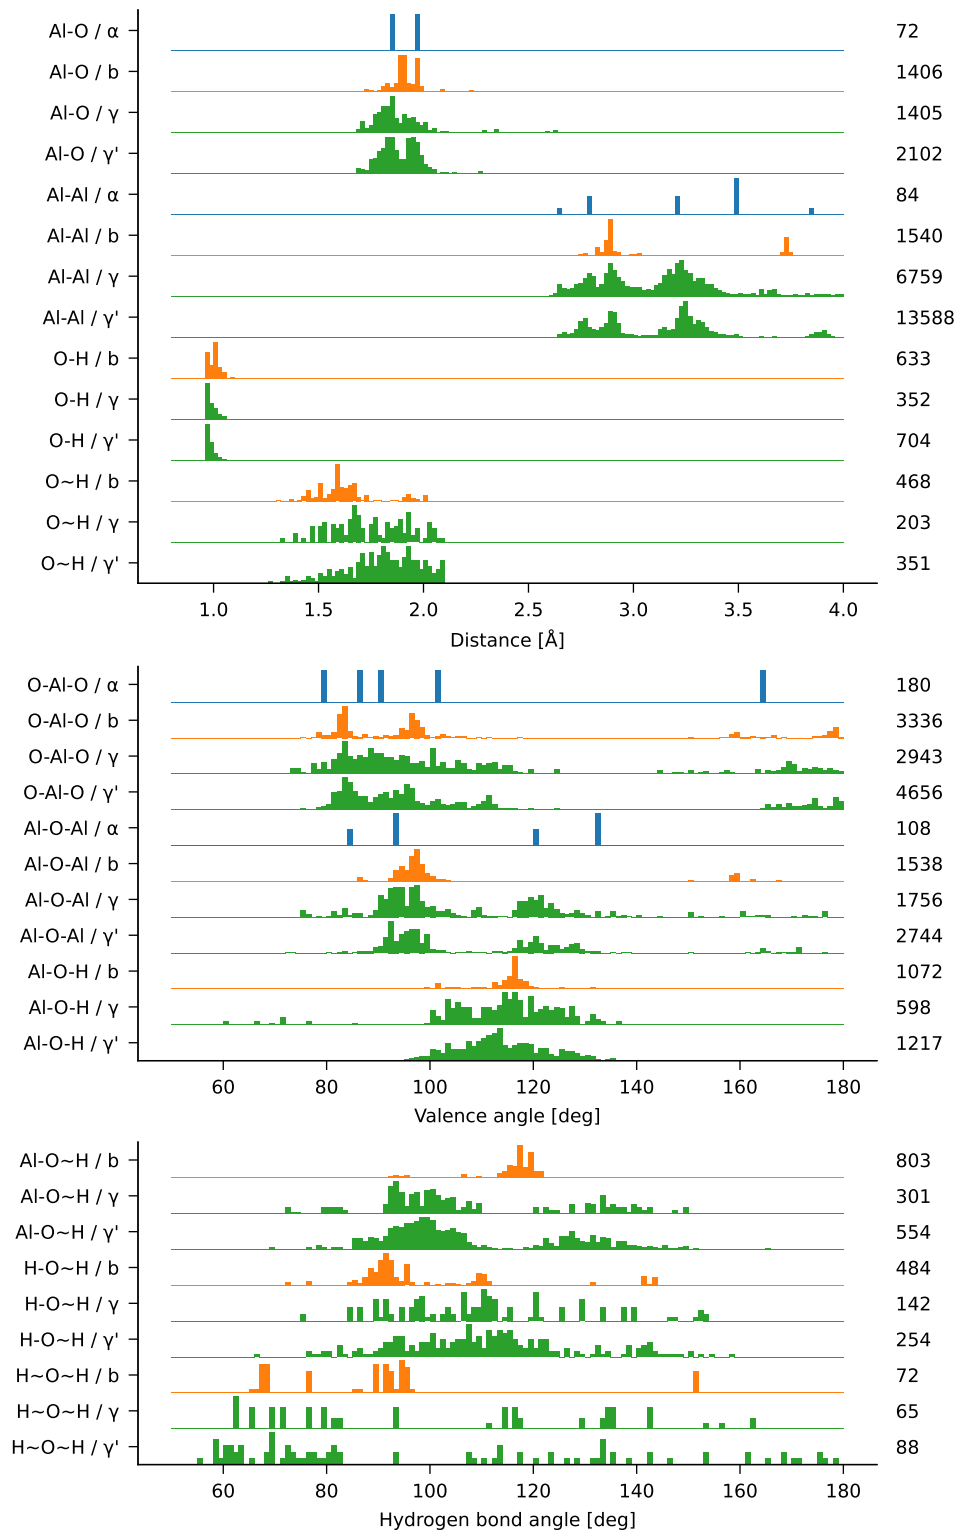 Al-O / α 72
Al-O / b 1406
Al-O / γ 1405
Al-O / γ' 2102
Al-Al / α 84
Al-Al / b 1540
Al-Al / γ 6759
Al-Al / γ' 13588
O-H / b 633
O-H / γ 352
O-H / γ' 704
O~H / b 468
O~H / γ 203
O~H / γ' 351
1.0 1.5 2.0 2.5 3.0 3.5 4.0
Distance [Å]
O-Al-O / α 180
O-Al-O / b 3336
O-Al-O / γ 2943
O-Al-O / γ' 4656
Al-O-Al / α 108
Al-O-Al / b 1538
Al-O-Al / γ 1756
Al-O-Al / γ' 2744
Al-O-H / b 1072
Al-O-H / γ 598
Al-O-H / γ' 1217
60 80 100 120 140 160 180
Valence angle [deg]
Al-O~H / b 803
Al-O~H / γ 301
Al-O~H / γ' 554
H-O~H / b 484
H-O~H / γ 142
H-O~H / γ' 254
H~O~H / b 72
H~O~H / γ 65
H~O~H / γ' 88
60 80 100 120 140 160 180
Hydrogen bond angle [deg]